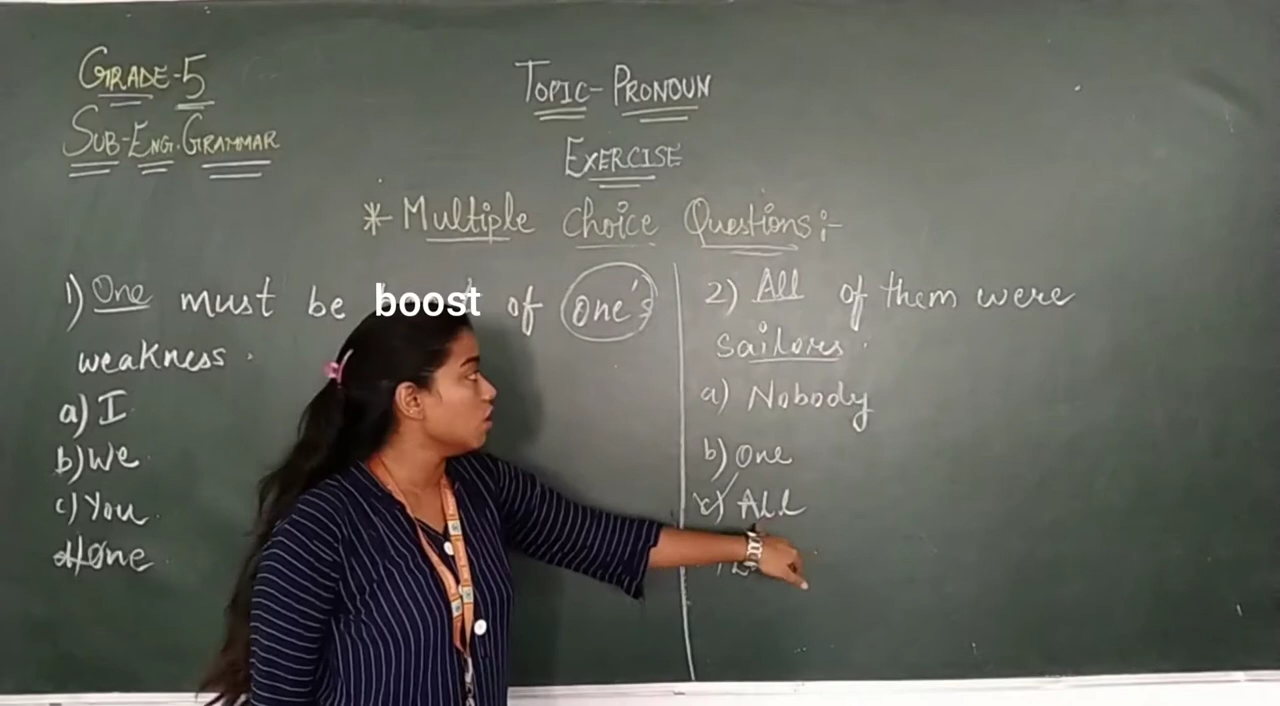 GRADE-5
SUB-ENG.GRAMMAR
TOPIC-PRONOUN
EXERCISE
* Multiple choice Questions:-
1) One must be boost of one's
weakness.
a) I
b) We
c) You
d) One
2) All of them were
sailores.
a) Nobody
b) One
c) All